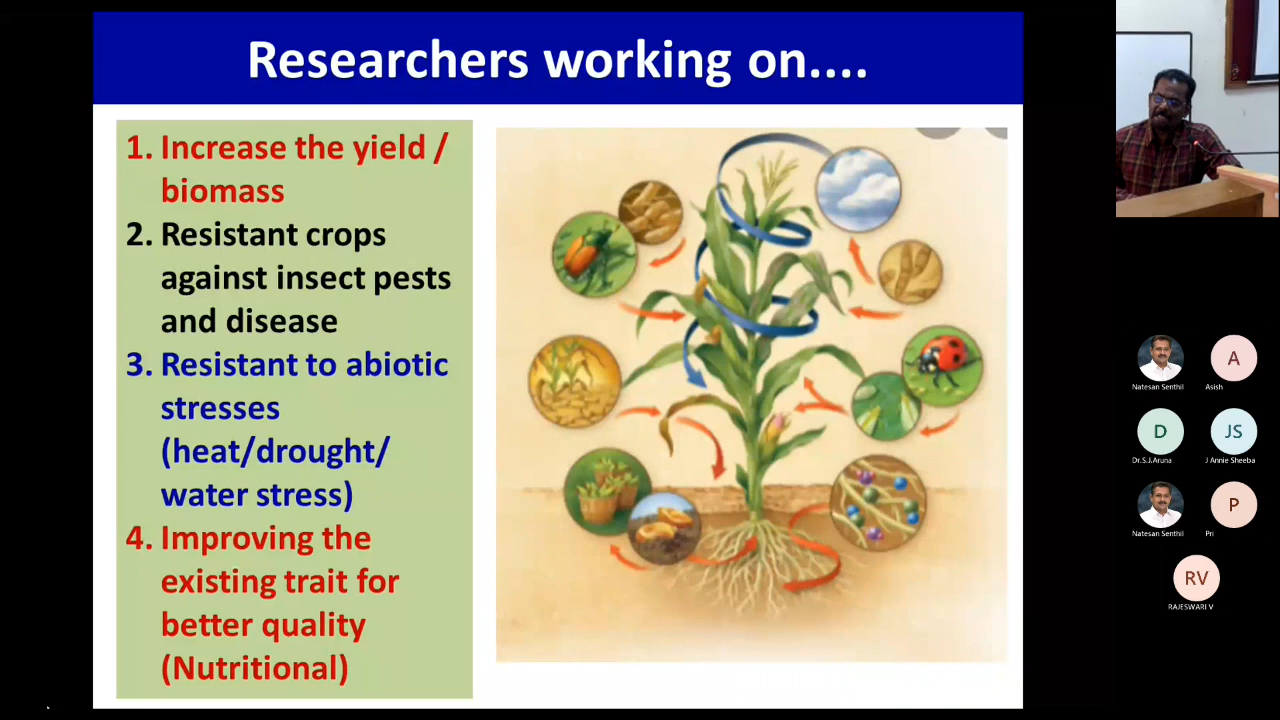 Researchers working on....
1. Increase the yield /
biomass
2. Resistant crops
against insect pests
and disease
3. Resistant to abiotic
stresses
(heat/drought/
water stress)
4. Improving the
existing trait for
better quality
(Nutritional)
A
Natesan Senthil
Asish
D
JS
Dr.S.J.Aruna
J Annie Sheeba
P
Natesan Senthil
Pri
RV
RAJESWARI V